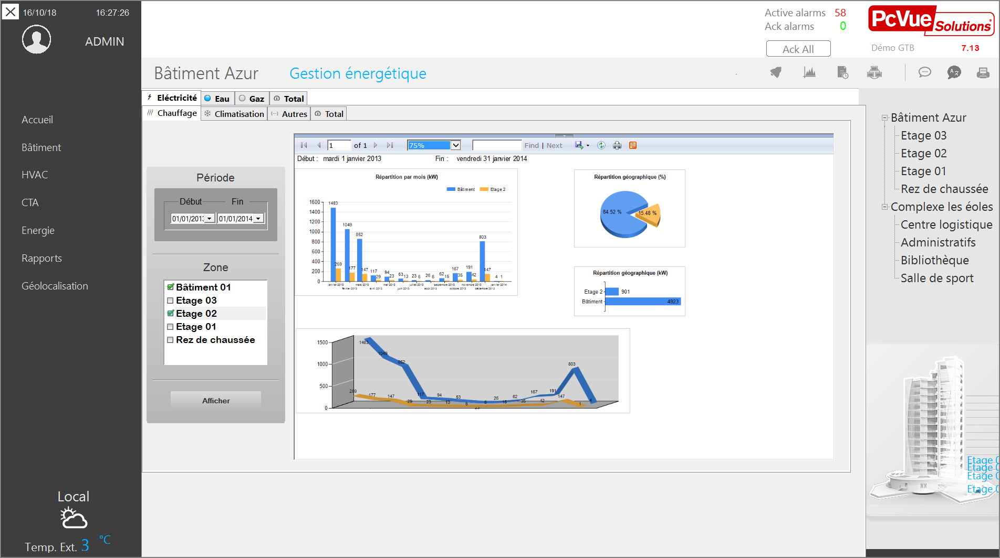 16/10/18
16:27:26
ADMIN
Accueil
Bâtiment
HVAC
CTA
Energie
Rapports
Géolocalisation
Local
Temp. Ext. 3 °C
Active alarms 58
Ack alarms 0
Ack All
PcVue Solutions
Démo GTB 7.13
Bâtiment Azur
Gestion énergétique
Eléctricité
Eau
Gaz
Total
Chauffage
Climatisation
Autres
Total
Période
Début
Fin
01/01/2013
01/01/2014
Zone
Bâtiment 01
Etage 03
Etage 02
Etage 01
Rez de chaussée
Afficher
1 of 1
75%
Find | Next
Début : mardi 1 janvier 2013
Fin : vendredi 31 janvier 2014
Répartition par mois (kW)
Bâtiment
Etage 2
1600
1400
1200
1000
800
600
400
200
0
1483 1049 852 117 94 53 23 26 62 167 191 803 4
259 177 147 29 23 13 6 6 15 35 42 147 1
janvier 2013
février 2013
mars 2013
avril 2013
mai 2013
juin 2013
juillet 2013
août 2013
septembre 2013
octobre 2013
novembre 2013
décembre 2013
janvier 2014
Répartition géographique (%)
84.52 %
15.48 %
Répartition géographique (kW)
Etage 2 901
Bâtiment 4923
1500
1000
500
0
1483 1049 852 117 94 53 26 62 167 191 803 4
259 177 147 29 23 13 6 23 6 16 35 42 147 1
Bâtiment Azur
Etage 03
Etage 02
Etage 01
Rez de chaussée
Complexe les éoles
Centre logistique
Administratifs
Bibliothèque
Salle de sport
Etage 0
Etage 0
Etage 0
Etage 0